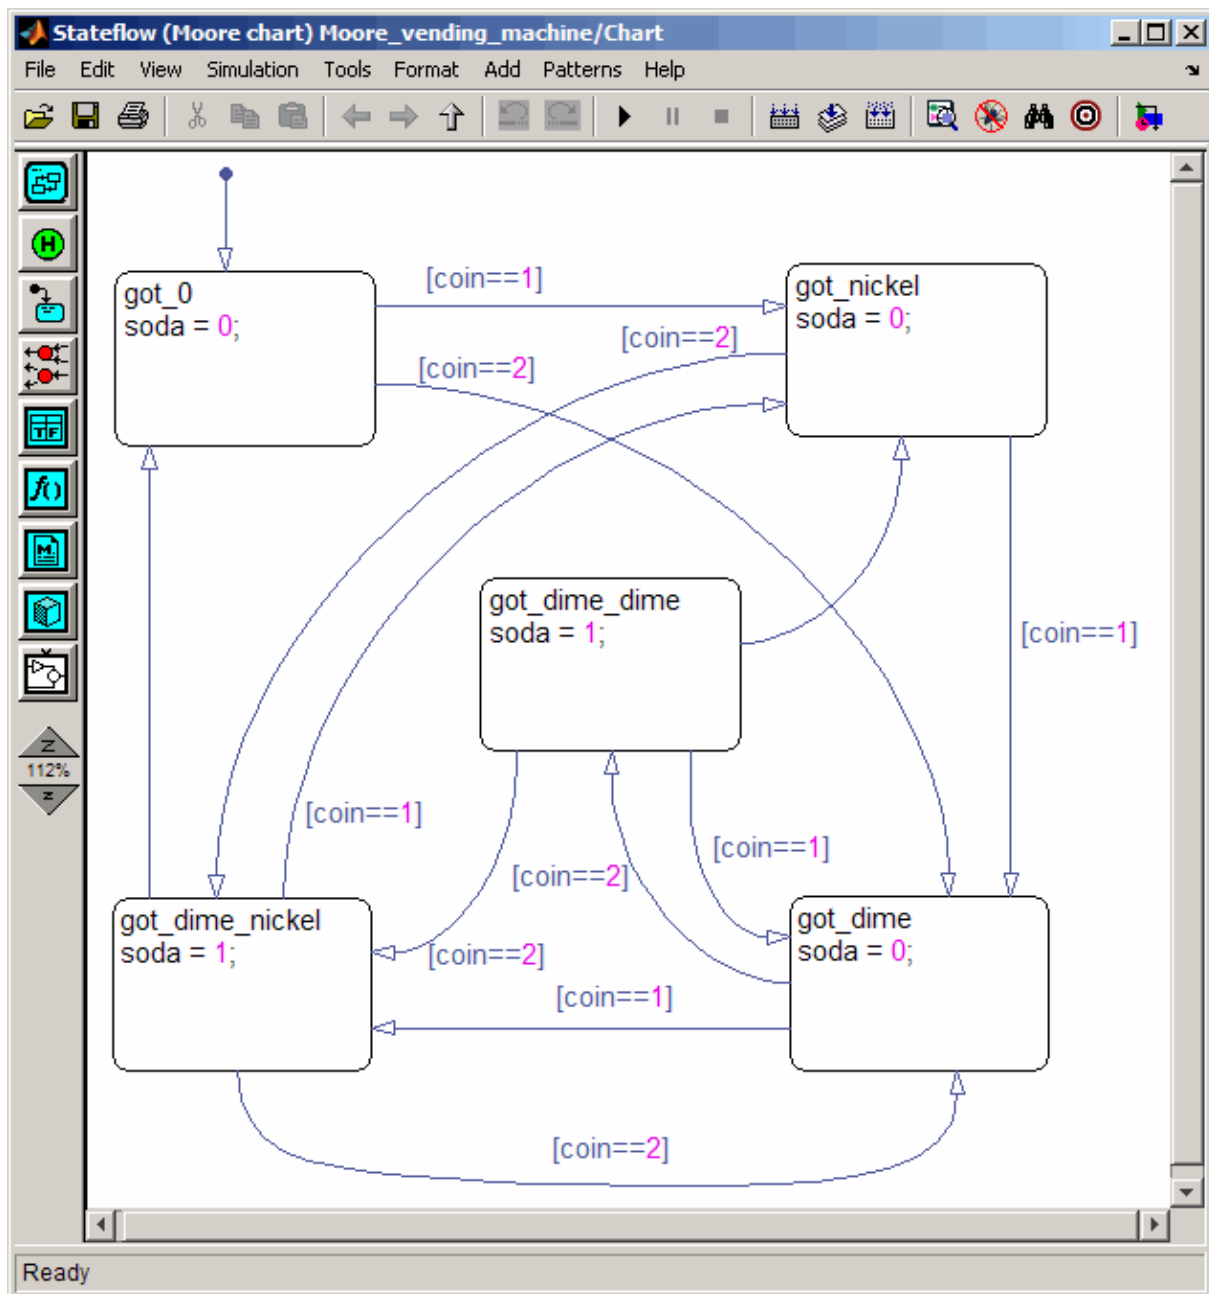 Stateflow (Moore chart) Moore_vending_machine/Chart
File Edit View Simulation Tools Format Add Patterns Help
H
TF
f()
M
Z
112%
z
got_0
soda = 0;
[coin==1]
got_nickel
soda = 0;
[coin==2]
[coin==2]
got_dime_dime
soda = 1;
[coin==1]
[coin==1]
[coin==1]
[coin==2]
got_dime_nickel
soda = 1;
got_dime
soda = 0;
[coin==2]
[coin==1]
[coin==2]
Ready